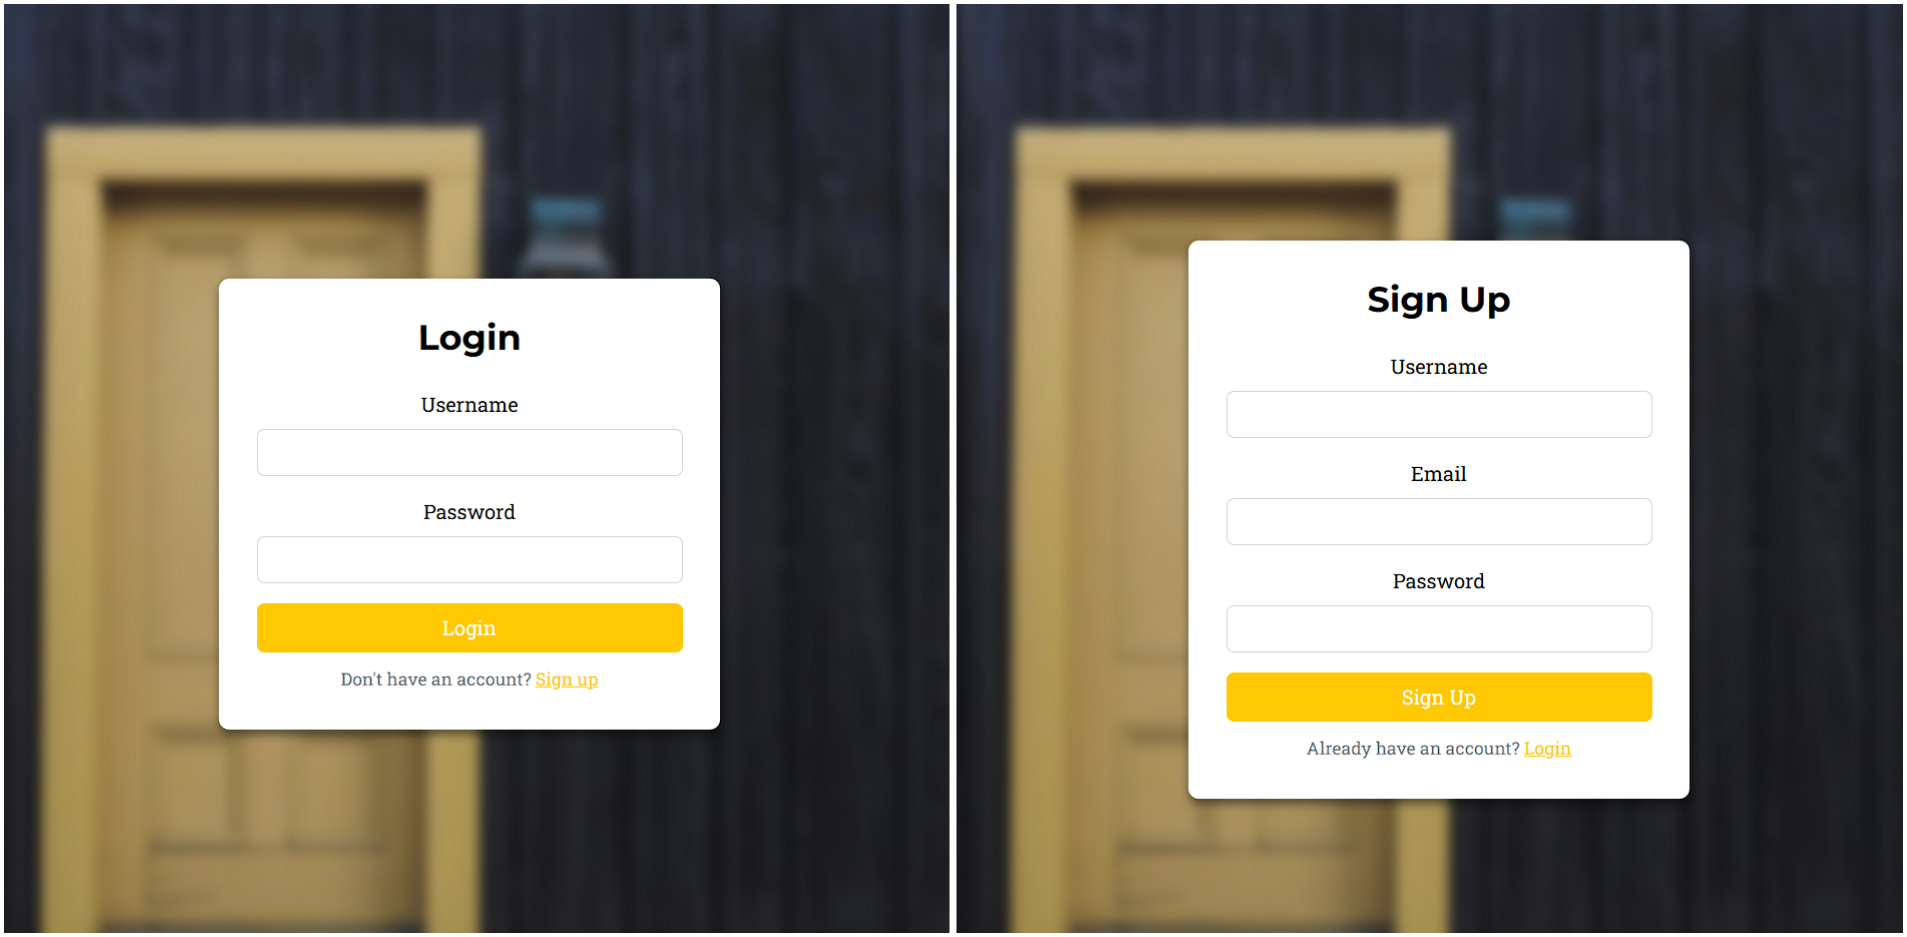 Login
Username
Password
Login
Don't have an account? Sign up
Sign Up
Username
Email
Password
Sign Up
Already have an account? Login